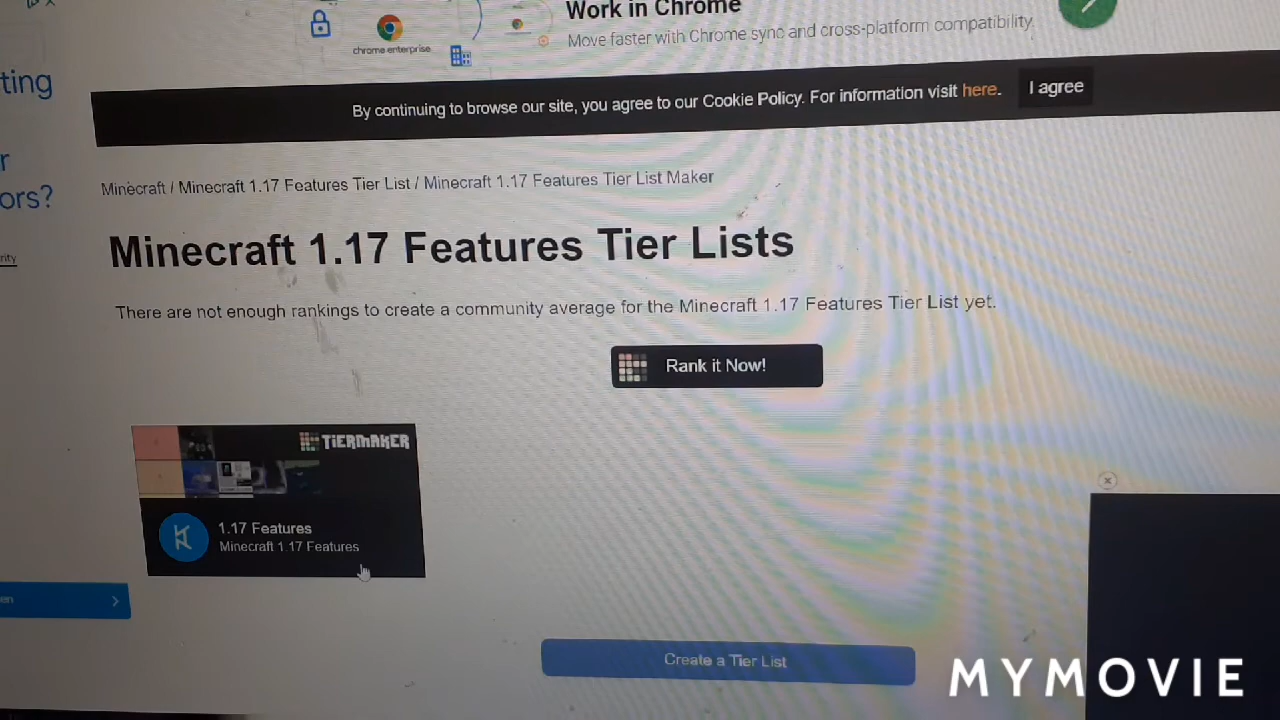 Work in Chrome
chrome enterprise
Move faster with Chrome sync and cross-platform compatibility.
ting
By continuing to browse our site, you agree to our Cookie Policy. For information visit here. I agree
r
ors?
Minecraft / Minecraft 1.17 Features Tier List / Minecraft 1.17 Features Tier List Maker
rity
Minecraft 1.17 Features Tier Lists
There are not enough rankings to create a community average for the Minecraft 1.17 Features Tier List yet.
Rank it Now!
TiERMAKER
1.17 Features
Minecraft 1.17 Features
en
Create a Tier List
MYMOVIE